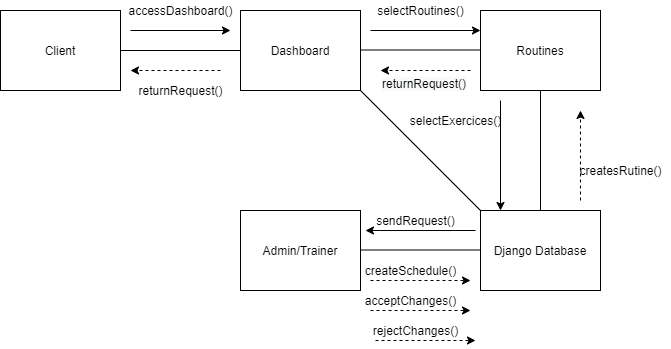 accessDashboard()
selectRoutines()
Client
Dashboard
Routines
returnRequest()
returnRequest()
selectExercices()
createsRutine()
sendRequest()
Admin/Trainer
Django Database
createSchedule()
acceptChanges()
rejectChanges()